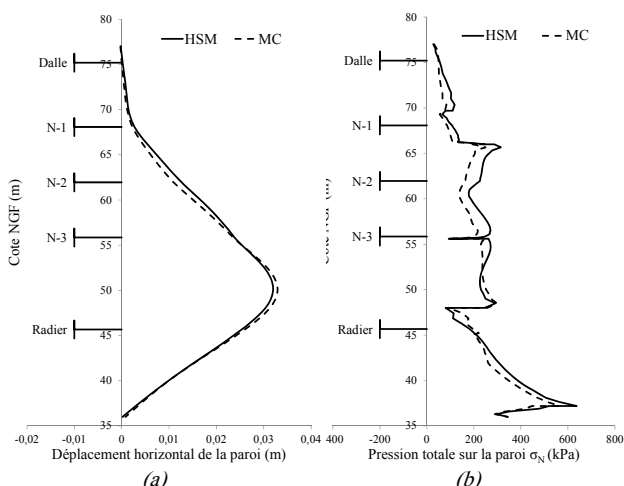 80
HSM
MC
Dalle
75
70
N-1
65
N-2
60
Cote NGF (m)
N-3
55
50
Radier
45
40
35
-0,02
-0,01
0
0,01
0,02
0,03
0,04
Déplacement horizontal de la paroi (m)
(a)
80
HSM
MC
Dalle
75
70
N-1
65
N-2
60
Cote NGF (m)
N-3
55
50
Radier
45
40
35
400
-200
0
200
400
600
800
Pression totale sur la paroi σN (kPa)
(b)